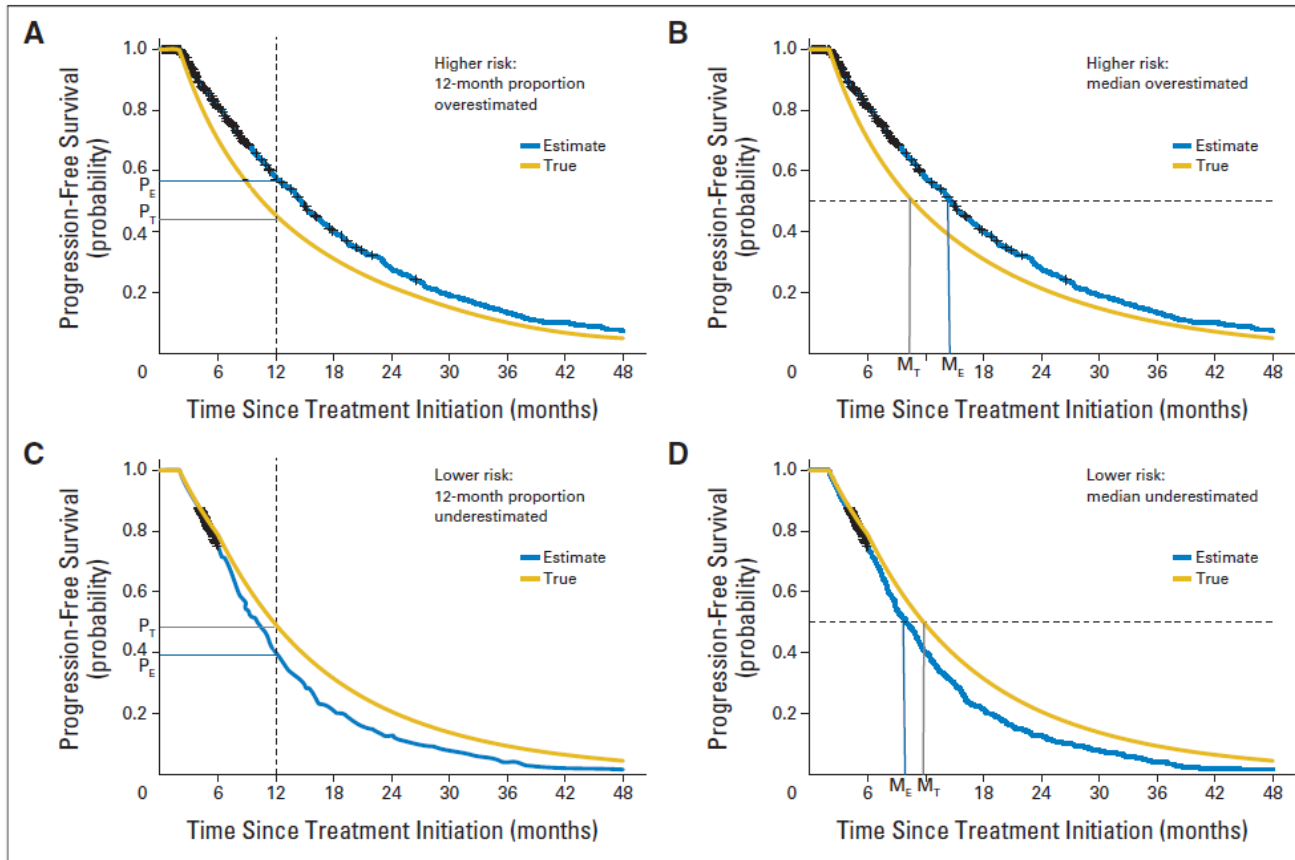 A
Progression-Free Survival
(probability)
1.0
0.8
0.6
P_E
P_T
0.4
0.2
0
6
12
18
24
30
36
42
48
Time Since Treatment Initiation (months)
Higher risk:
12-month proportion
overestimated
Estimate
True
B
Progression-Free Survival
(probability)
1.0
0.8
0.6
0.4
0.2
0
6
M_T
M_E
18
24
30
36
42
48
Time Since Treatment Initiation (months)
Higher risk:
median overestimated
Estimate
True
C
Progression-Free Survival
(probability)
1.0
0.8
0.6
P_T
0.4
P_E
0.2
0
6
12
18
24
30
36
42
48
Time Since Treatment Initiation (months)
Lower risk:
12-month proportion
underestimated
Estimate
True
D
Progression-Free Survival
(probability)
1.0
0.8
0.6
0.4
0.2
0
6
M_E
M_T
18
24
30
36
42
48
Time Since Treatment Initiation (months)
Lower risk:
median underestimated
Estimate
True